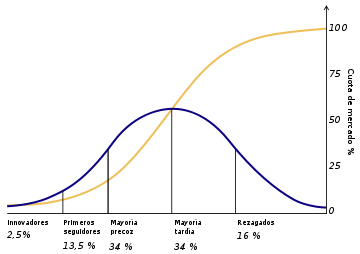 100
75
50
25
0
Cuota de mercado %
Innovadores
2,5%
Primeros
seguidores
13,5 %
Mayoria
precoz
34 %
Mayoria
tardia
34 %
Rezagados
16 %